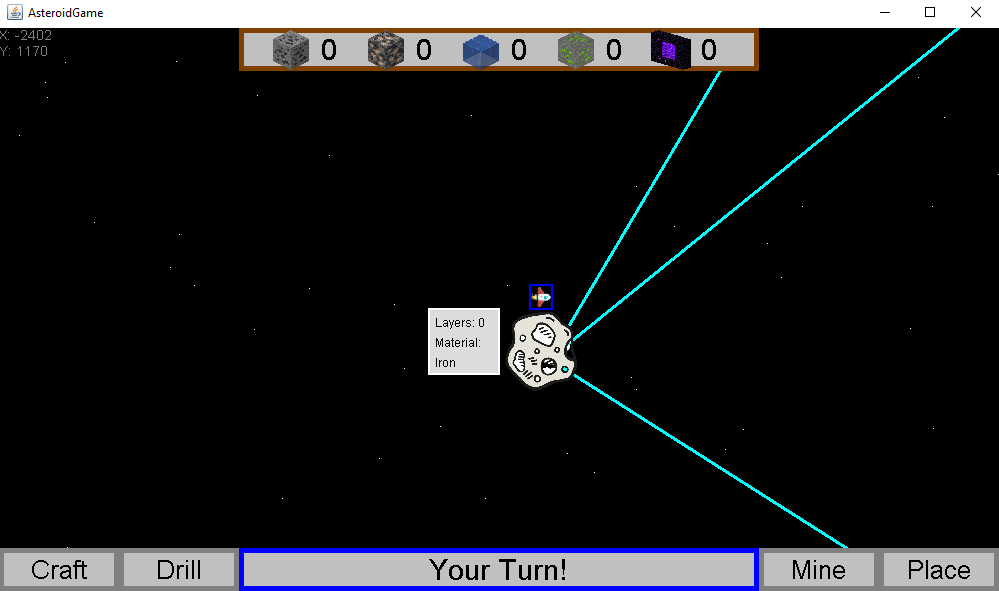 AsteroidGame
X: -2402
Y: 1170
0 0 0 0 0
Layers: 0
Material:
Iron
Craft Drill Your Turn! Mine Place